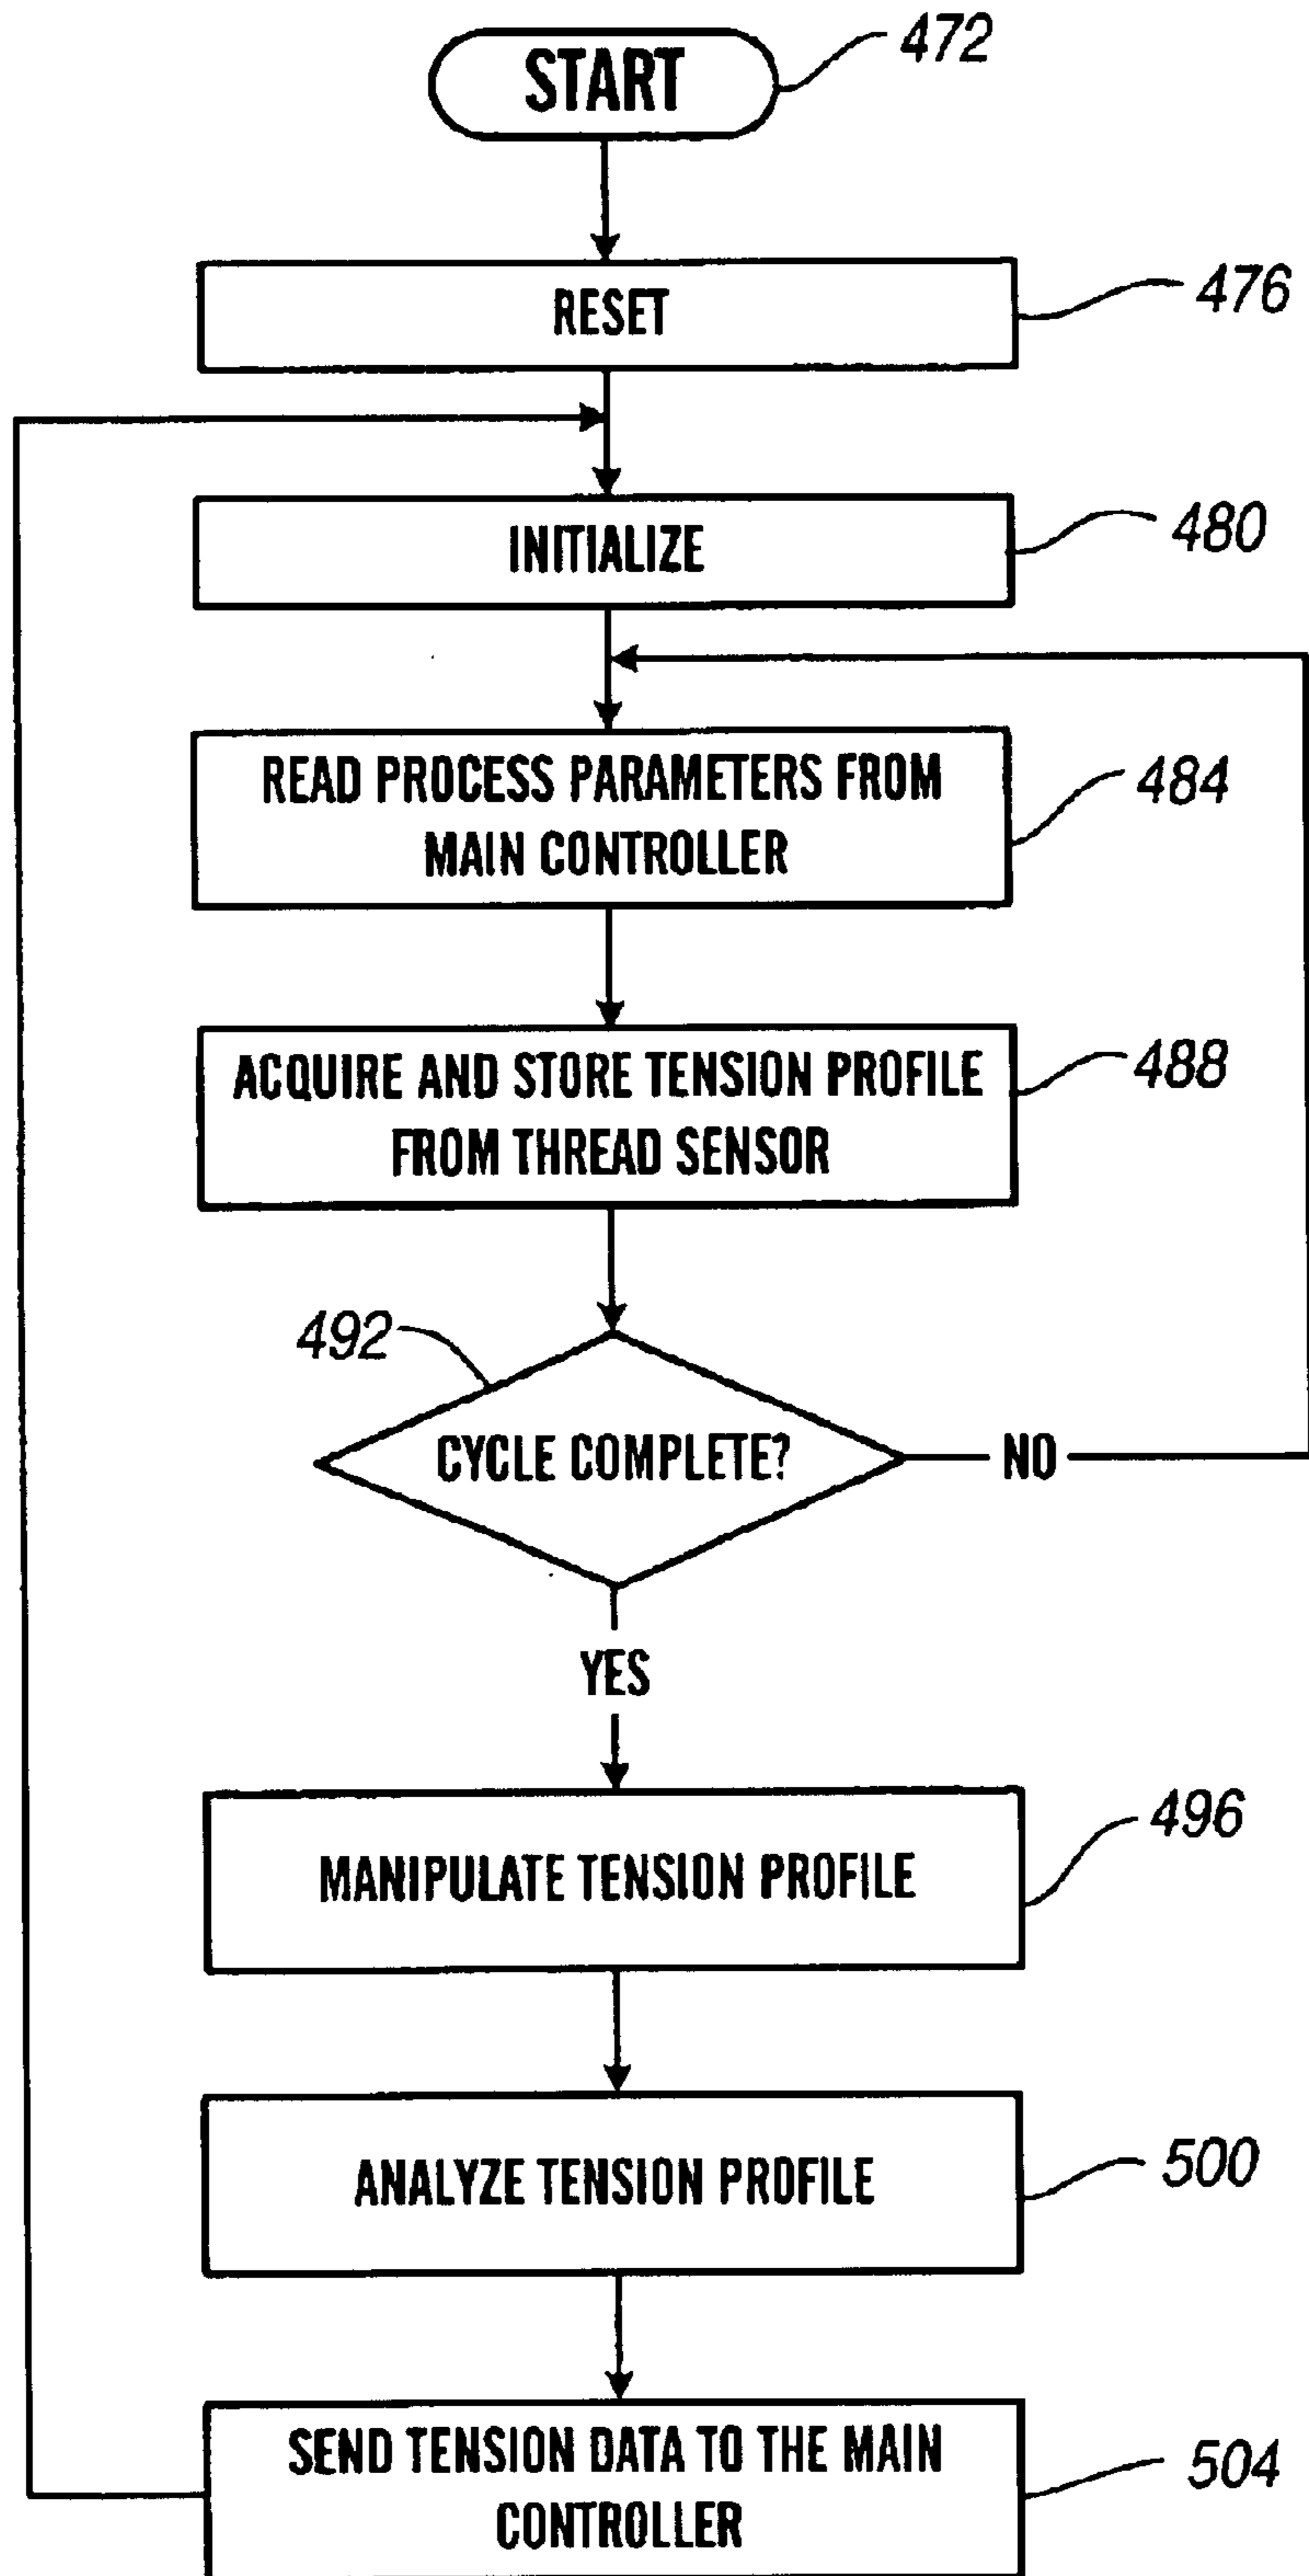 START
472
RESET
476
INITIALIZE
480
READ PROCESS PARAMETERS FROM
MAIN CONTROLLER
484
ACQUIRE AND STORE TENSION PROFILE
FROM THREAD SENSOR
488
492
CYCLE COMPLETE?
NO
YES
MANIPULATE TENSION PROFILE
496
ANALYZE TENSION PROFILE
500
SEND TENSION DATA TO THE MAIN
CONTROLLER
504